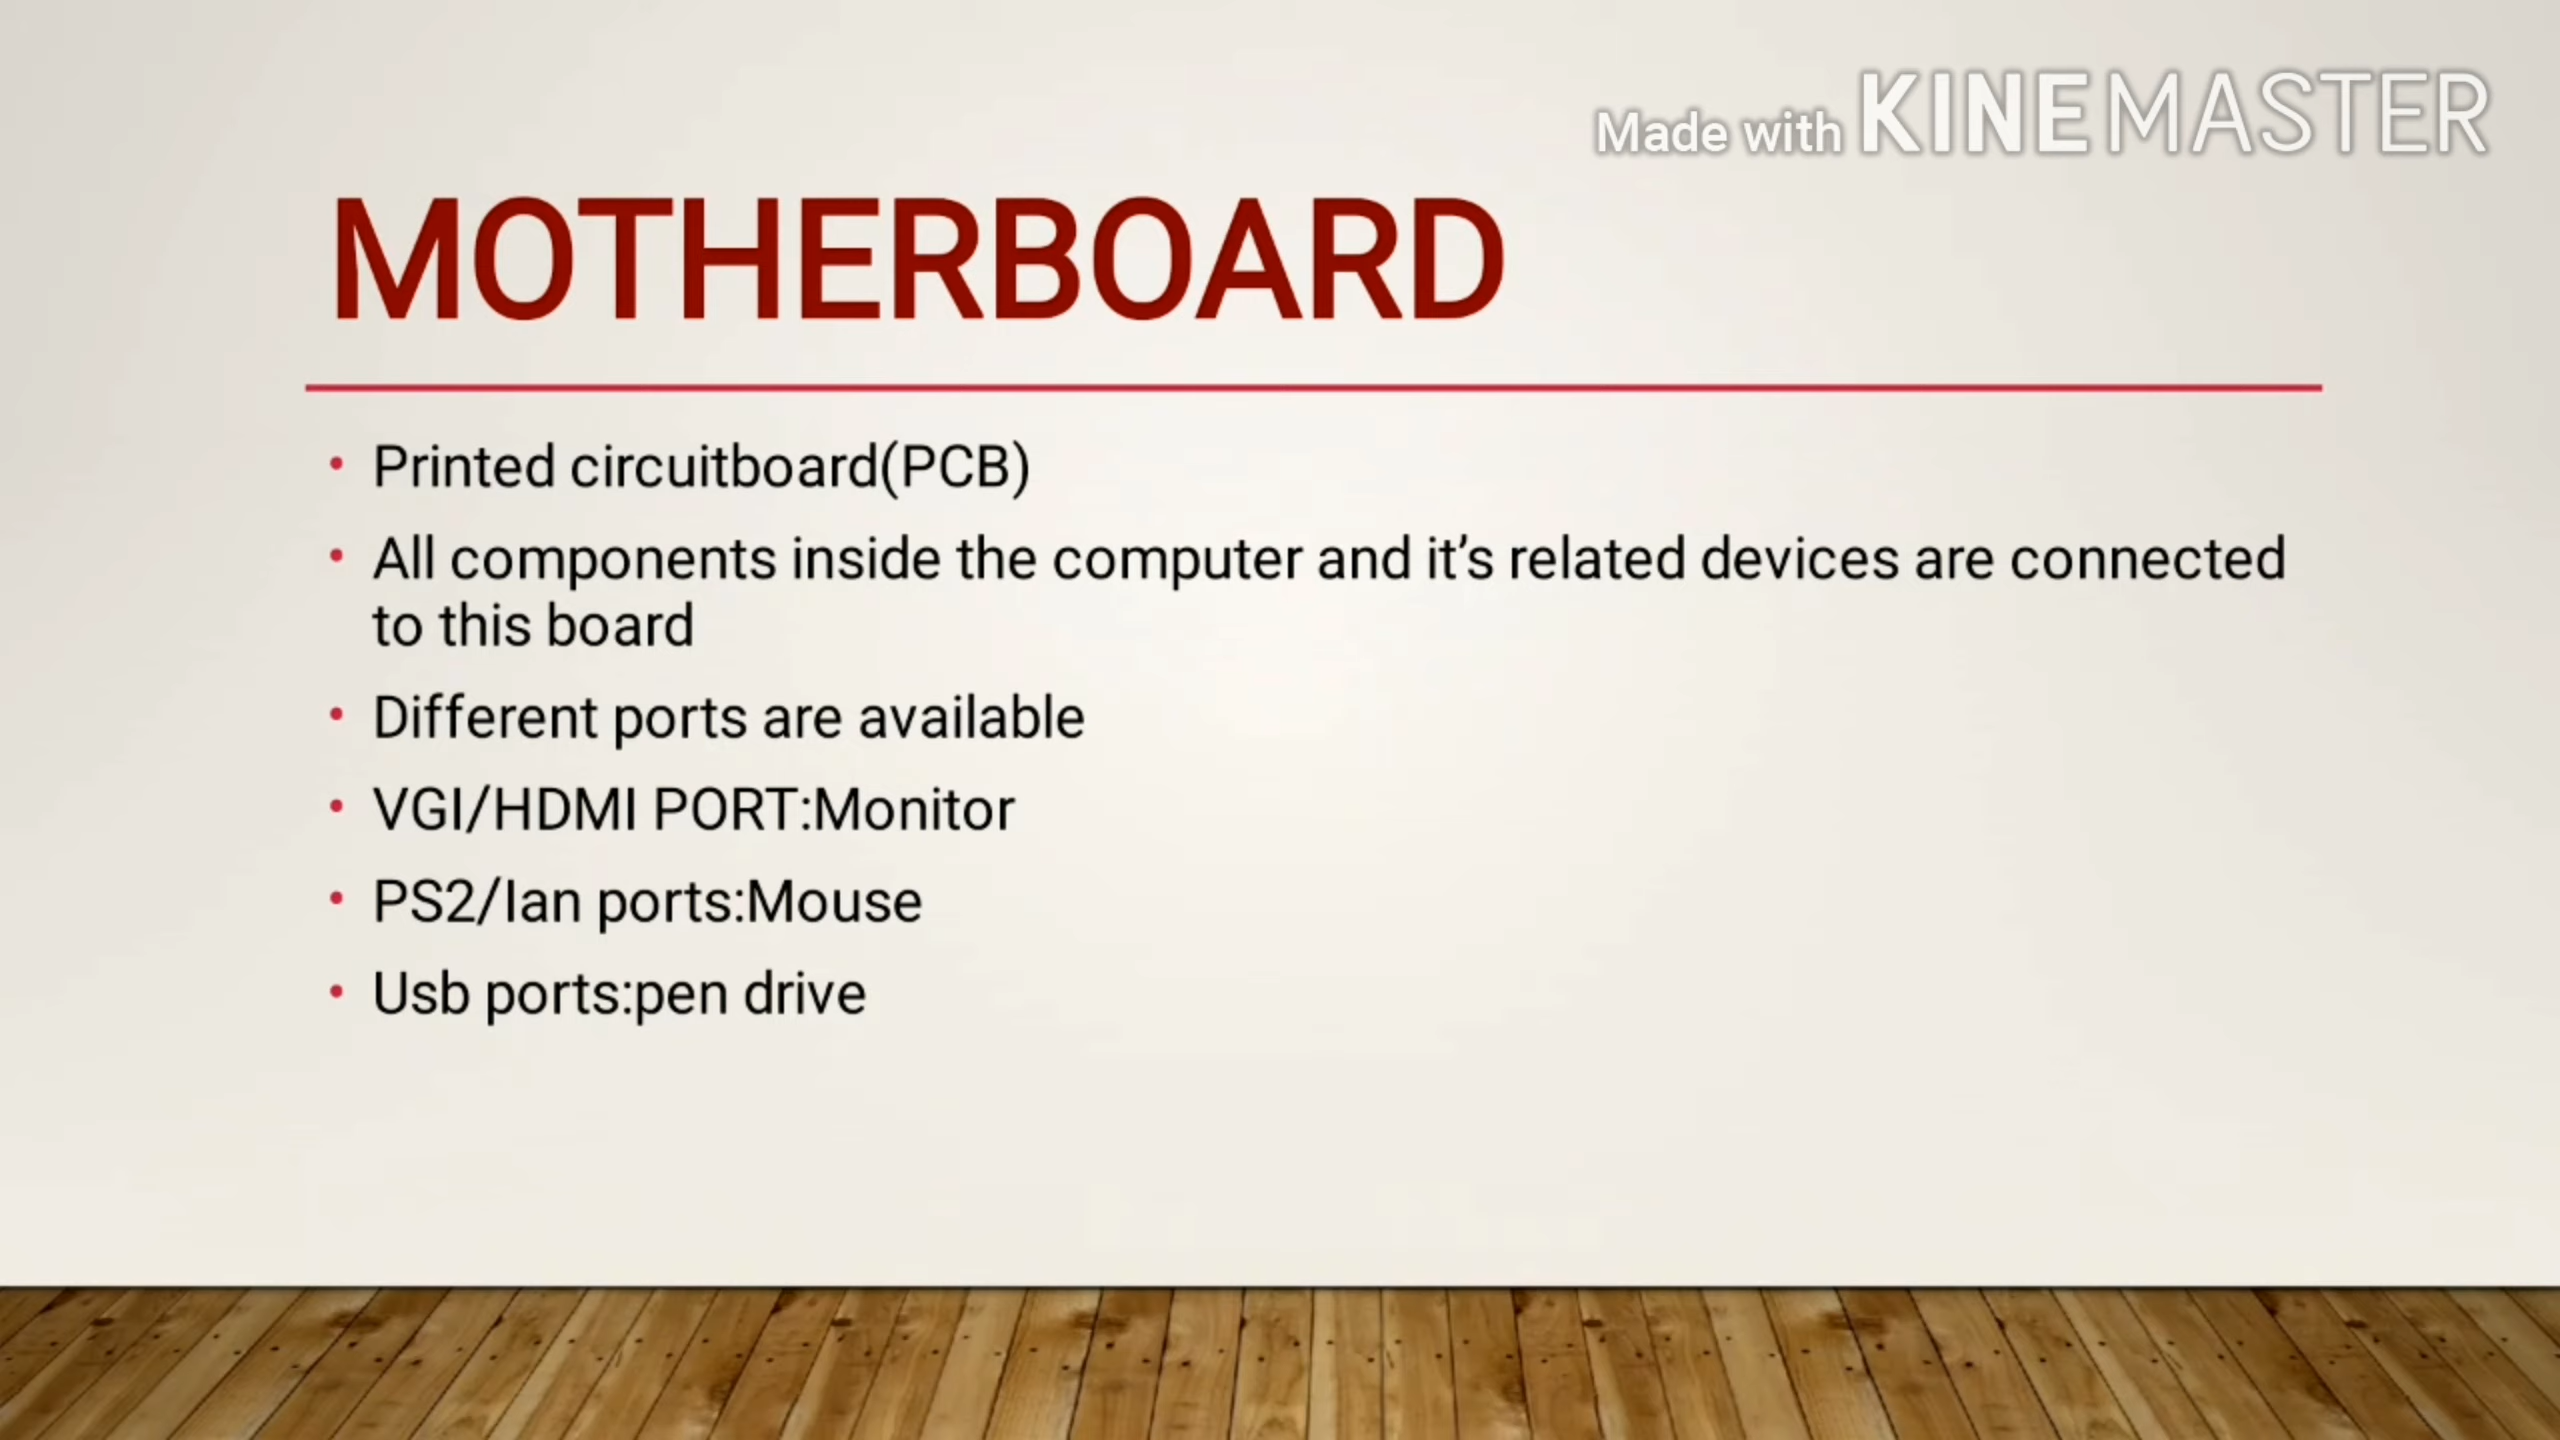 Made with KINEMASTER
MOTHERBOARD
• Printed circuitboard(PCB)
• All components inside the computer and it’s related devices are connected
to this board
• Different ports are available
• VGI/HDMI PORT:Monitor
• PS2/lan ports:Mouse
• Usb ports:pen drive